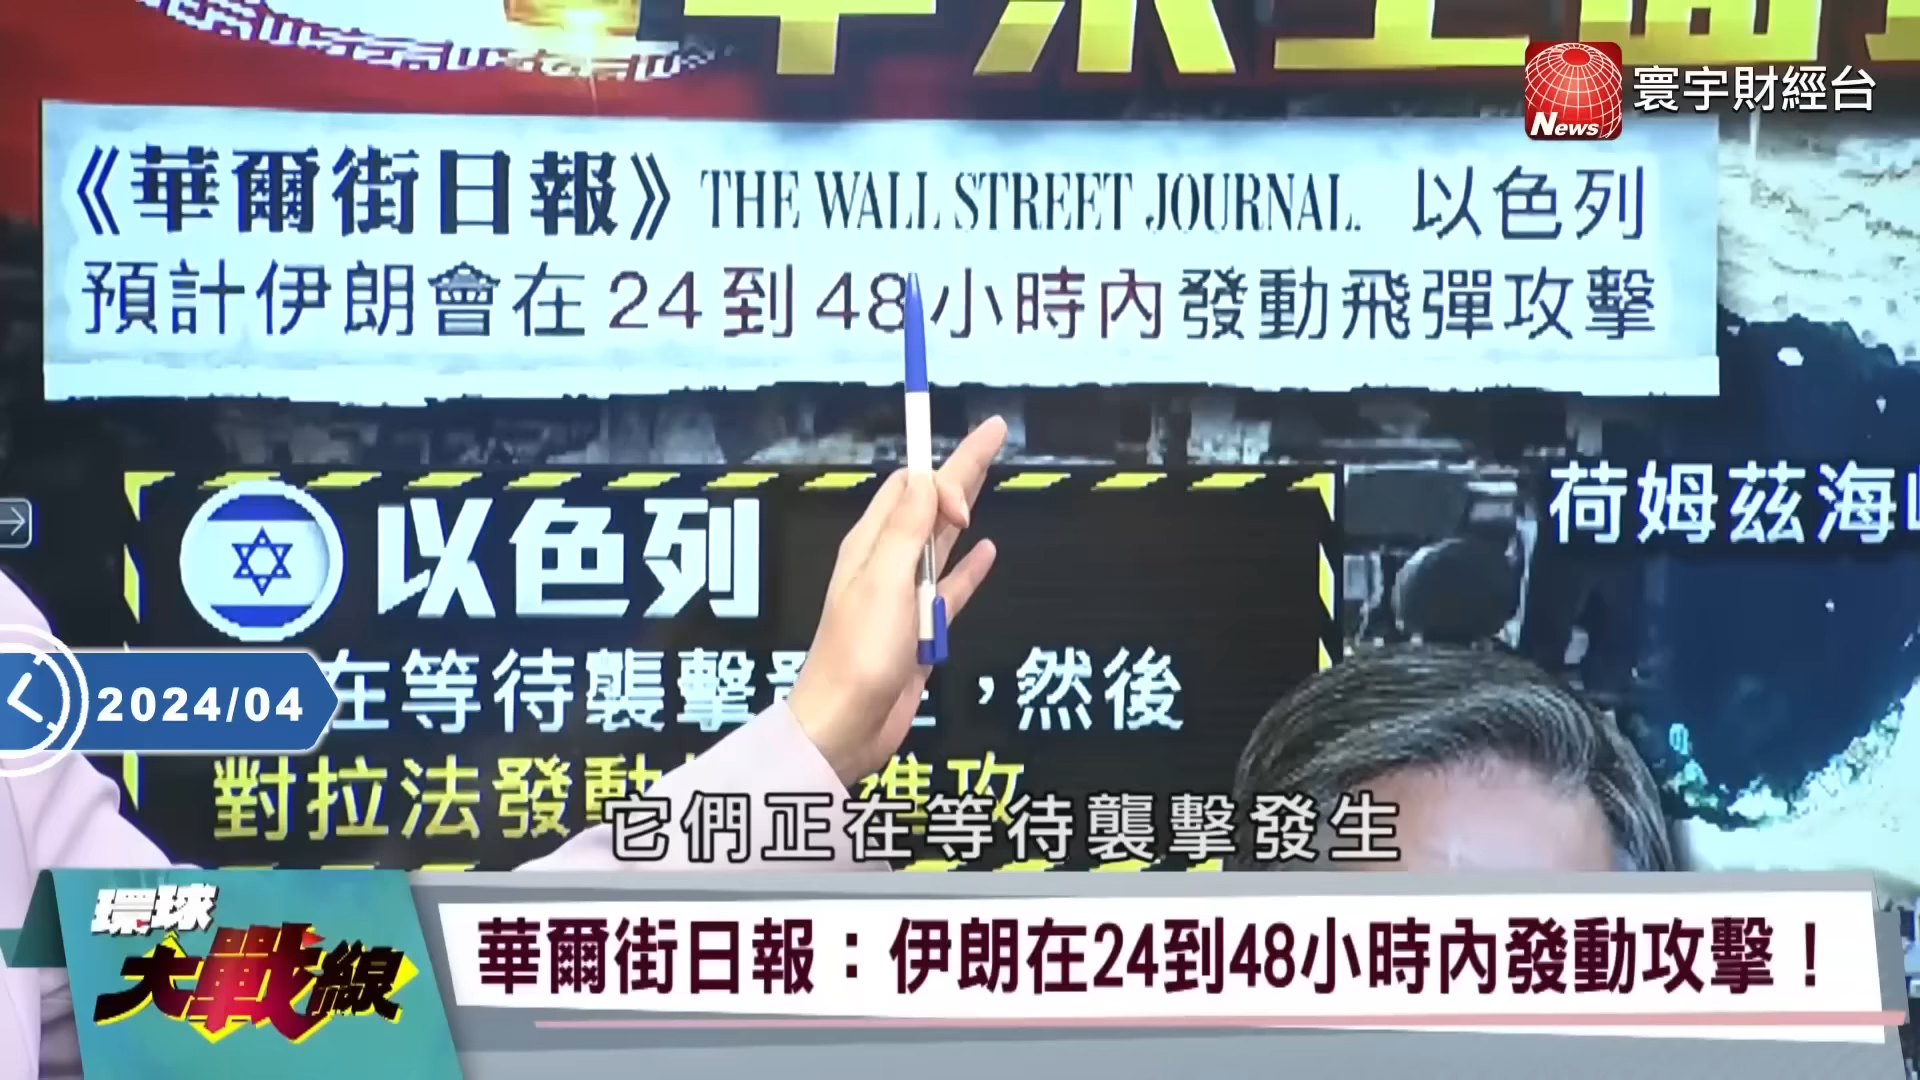 News 寰宇財經台
《華爾街日報》THE WALL STREET JOURNAL. 以色列
預計伊朗會在24到48小時內發動飛彈攻擊
荷姆茲海
以色列
在等待襲擊發生,然後
對拉法發動 進攻
2024/04
它們正在等待襲擊發生
環球
大戰線
華爾街日報：伊朗在24到48小時內發動攻擊！